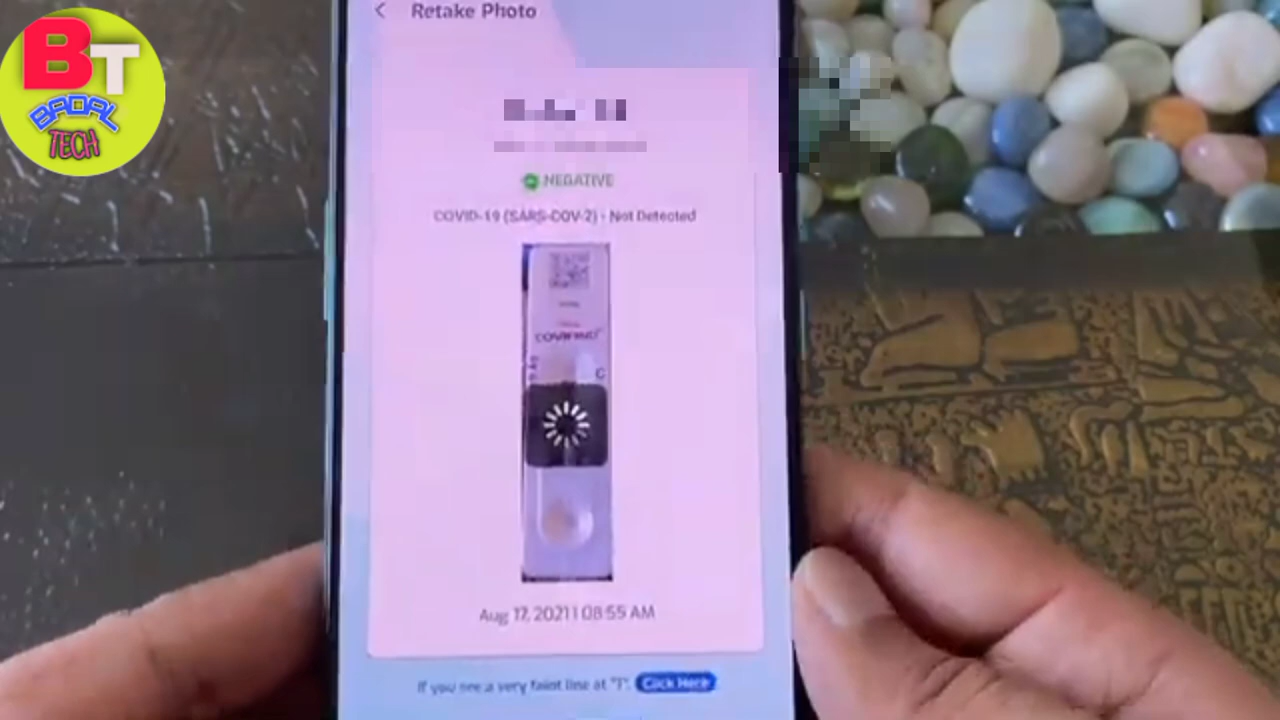 BT
BADAL
TECH
Retake Photo
NEGATIVE
COVID-19 (SARS-COV-2) - Not Detected
C
Aug 17, 2021 | 08:55 AM
If you see a very faint line at "T". Click Here